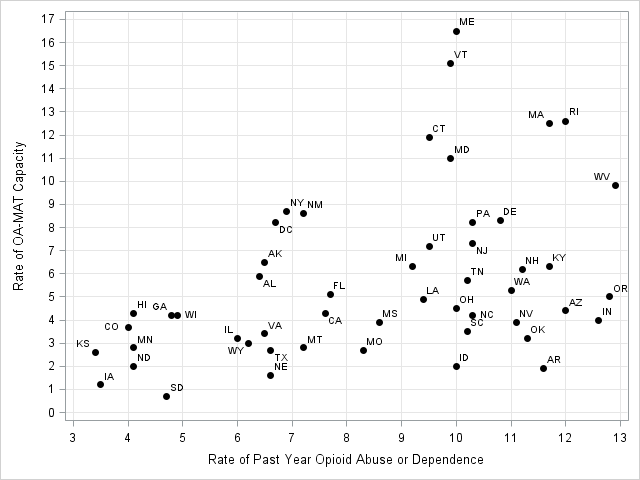 17
16
15
14
13
12
11
10
9
8
7
6
5
4
3
2
1
0
Rate of OA-MAT Capacity
ME
VT
MA
RI
CT
MD
WV
NY
NM
DC
PA
DE
UT
NJ
AK
AL
MI
NH
KY
TN
WA
FL
LA
OR
HI
GA
WI
CA
MS
OH
NC
SC
NV
AZ
IN
CO
KS
MN
ND
IA
SD
IL
WY
VA
TX
NE
MT
MO
OK
ID
AR
3 4 5 6 7 8 9 10 11 12 13
Rate of Past Year Opioid Abuse or Dependence